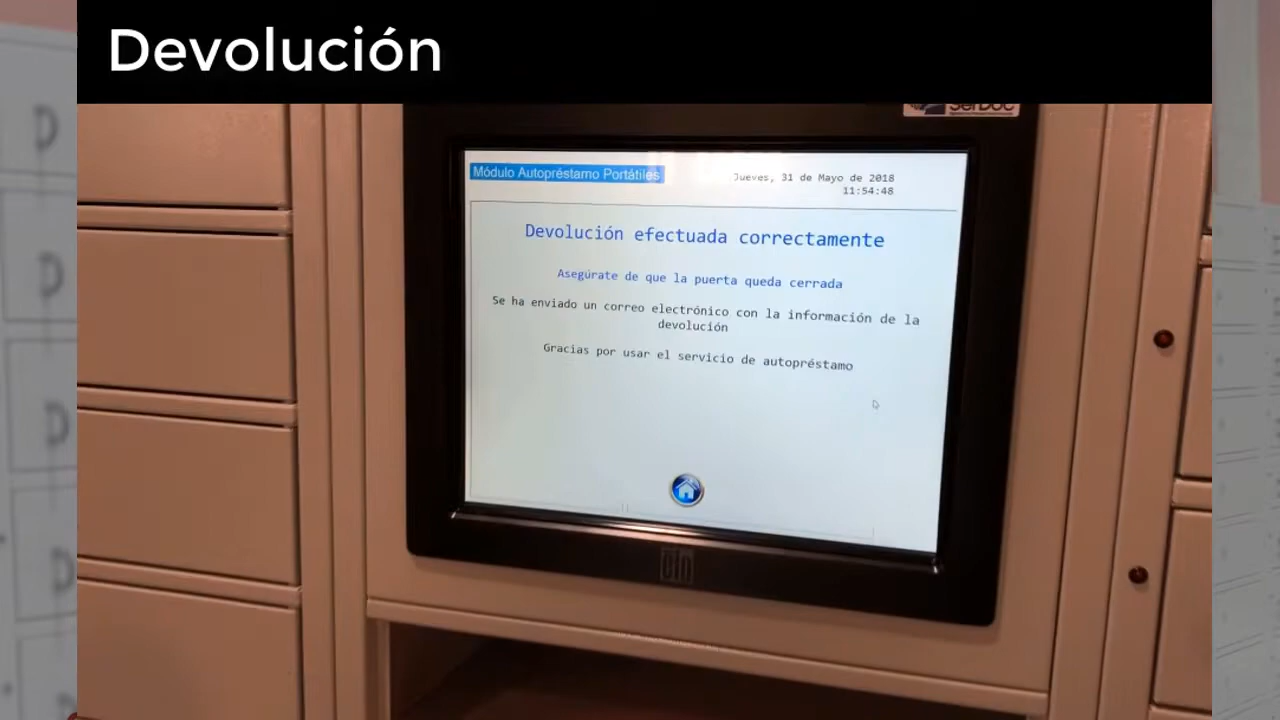 Devolución
SerDoc
Módulo Autopréstamo Portátiles
Jueves, 31 de Mayo de 2018
11:54:48
Devolución efectuada correctamente
Asegúrate de que la puerta queda cerrada
Se ha enviado un correo electrónico con la información de la
devolución
Gracias por usar el servicio de autopréstamo
elo